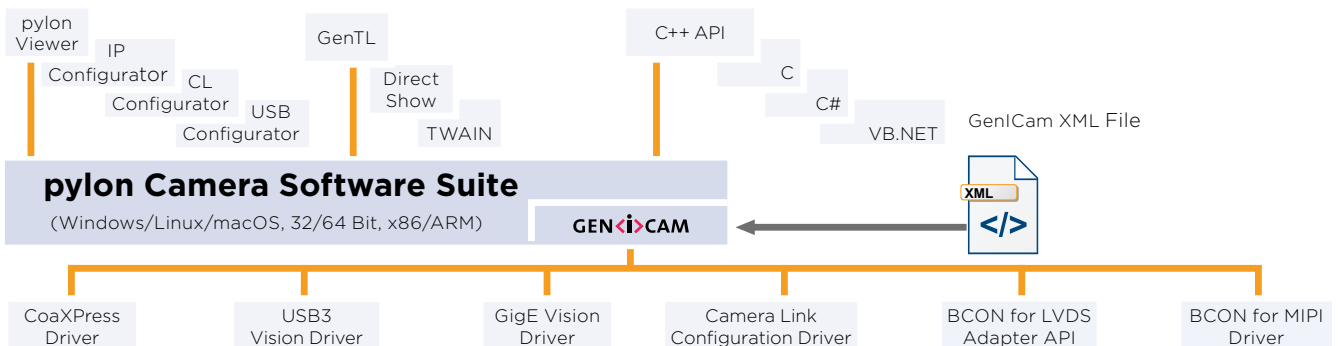 pylon
Viewer
IP
Configurator
CL
Configurator
USB
Configurator
GenTL
Direct
Show
TWAIN
C++ API
C
C#
VB.NET
GenICam XML File
XML
</>
pylon Camera Software Suite
(Windows/Linux/macOS, 32/64 Bit, x86/ARM)
GEN<i>CAM
CoaXPress
Driver
USB3
Vision Driver
GigE Vision
Driver
Camera Link
Configuration Driver
BCON for LVDS
Adapter API
BCON for MIPI
Driver